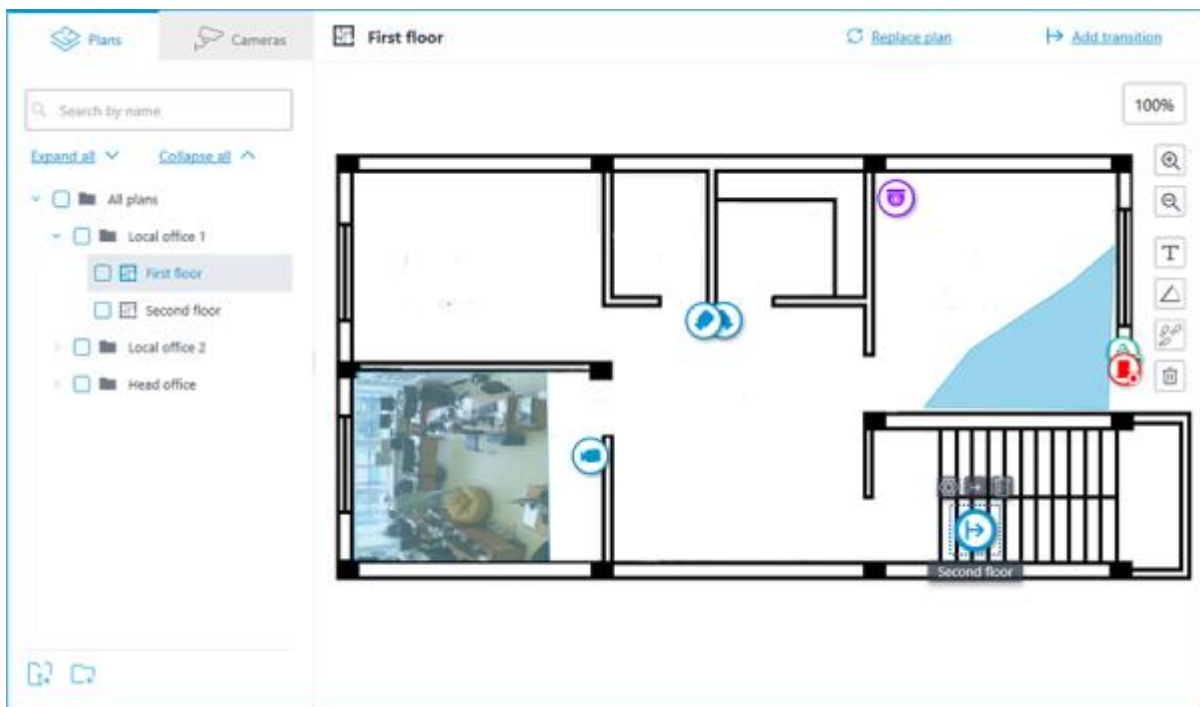 Plans
Cameras
First floor
Replace plan
Add transition
Search by name
100%
Expand all
Collapse all
All plans
Local office 1
First floor
Second floor
Local office 2
Head office
T
Second floor